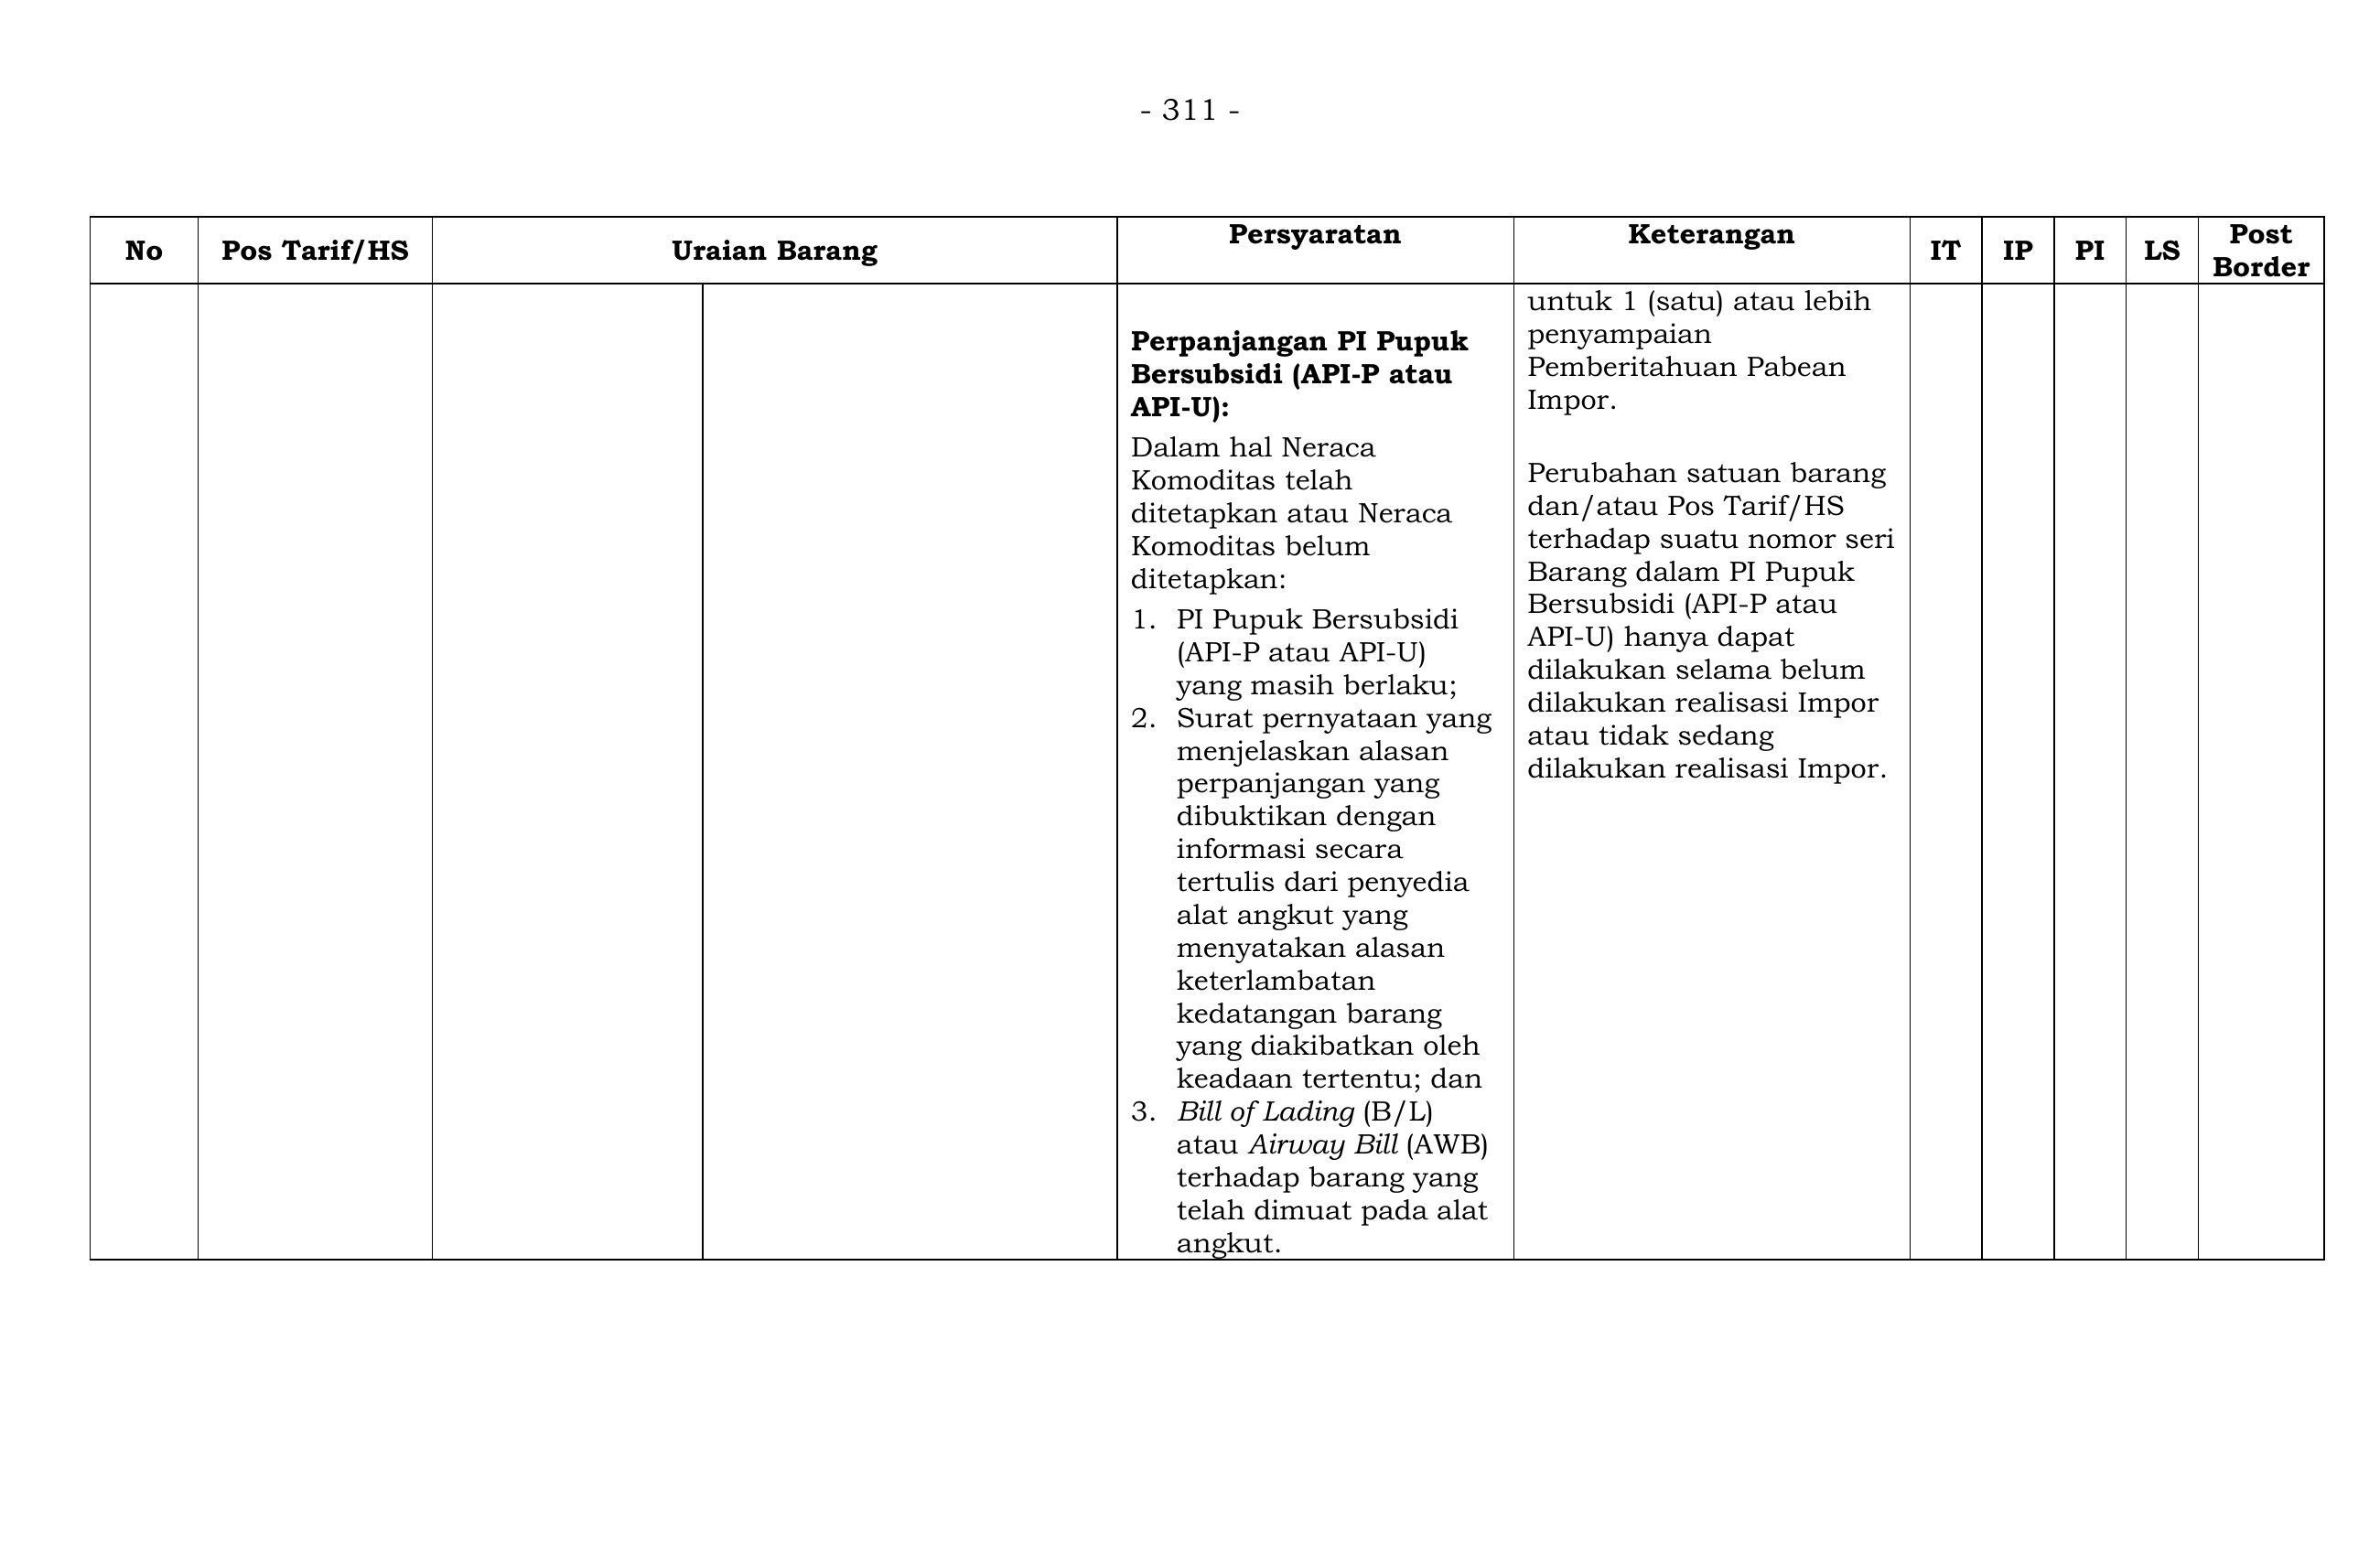 - 311 -
No
Pos Tarif/HS
Uraian Barang
Persyaratan
Keterangan
IT
IP
PI
LS
Post
Border
Perpanjangan PI Pupuk
Bersubsidi (API-P atau
API-U):
Dalam hal Neraca
Komoditas telah
ditetapkan atau Neraca
Komoditas belum
ditetapkan:
1. PI Pupuk Bersubsidi
(API-P atau API-U)
yang masih berlaku;
2. Surat pernyataan yang
menjelaskan alasan
perpanjangan yang
dibuktikan dengan
informasi secara
tertulis dari penyedia
alat angkut yang
menyatakan alasan
keterlambatan
kedatangan barang
yang diakibatkan oleh
keadaan tertentu; dan
3. Bill of Lading (B/L)
atau Airway Bill (AWB)
terhadap barang yang
telah dimuat pada alat
angkut.
untuk 1 (satu) atau lebih
penyampaian
Pemberitahuan Pabean
Impor.
Perubahan satuan barang
dan/atau Pos Tarif/HS
terhadap suatu nomor seri
Barang dalam PI Pupuk
Bersubsidi (API-P atau
API-U) hanya dapat
dilakukan selama belum
dilakukan realisasi Impor
atau tidak sedang
dilakukan realisasi Impor.